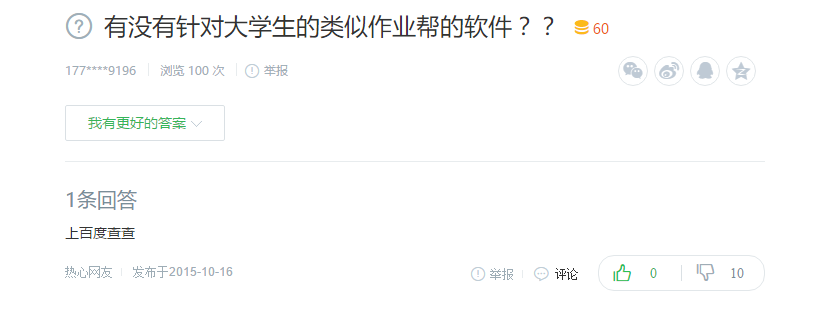 有没有针对大学生的类似作业帮的软件？？ 60
177****9196 浏览 100 次 举报
我有更好的答案
1条回答
上百度查查
热心网友 发布于2015-10-16 举报 评论 0 10